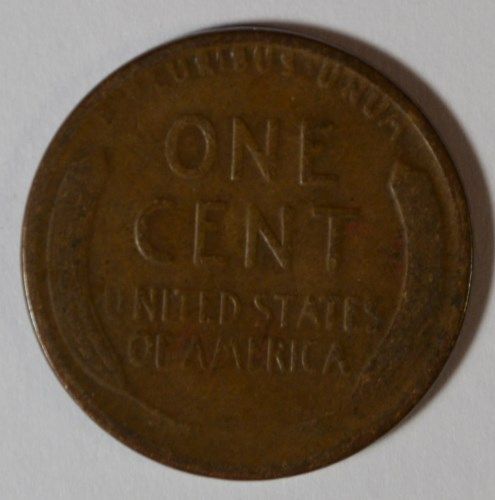 PLURIBUS UNUM
ONE
CENT
UNITED STATES
OF AMERICA